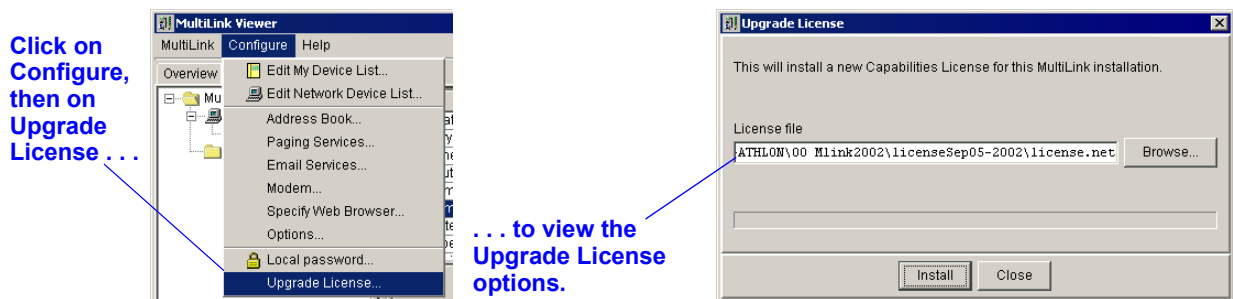 Click on
Configure,
then on
Upgrade
License . . .
MultiLink Viewer
MultiLink Configure Help
Overview
Edit My Device List...
Edit Network Device List...
Address Book...
Paging Services...
Email Services...
Modem...
Specify Web Browser...
Options...
Local password...
Upgrade License...
. . . to view the
Upgrade License
options.
Upgrade License
This will install a new Capabilities License for this MultiLink installation.
License file
ATHLON\00 Mlink2002\licenseSep05-2002\license.net
Browse...
Install Close